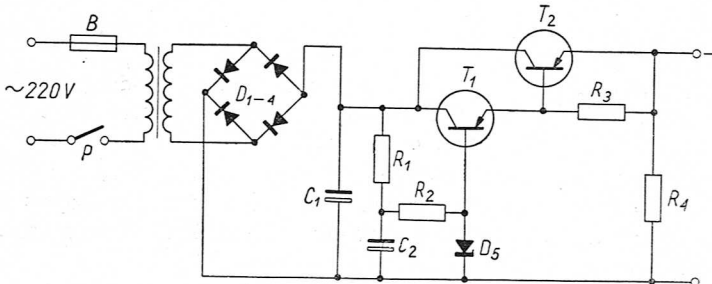 B
T₂
~220V
D₁₋₄
T₁
R₃
P
R₁
C₁
R₂
R₄
C₂
D₅
−